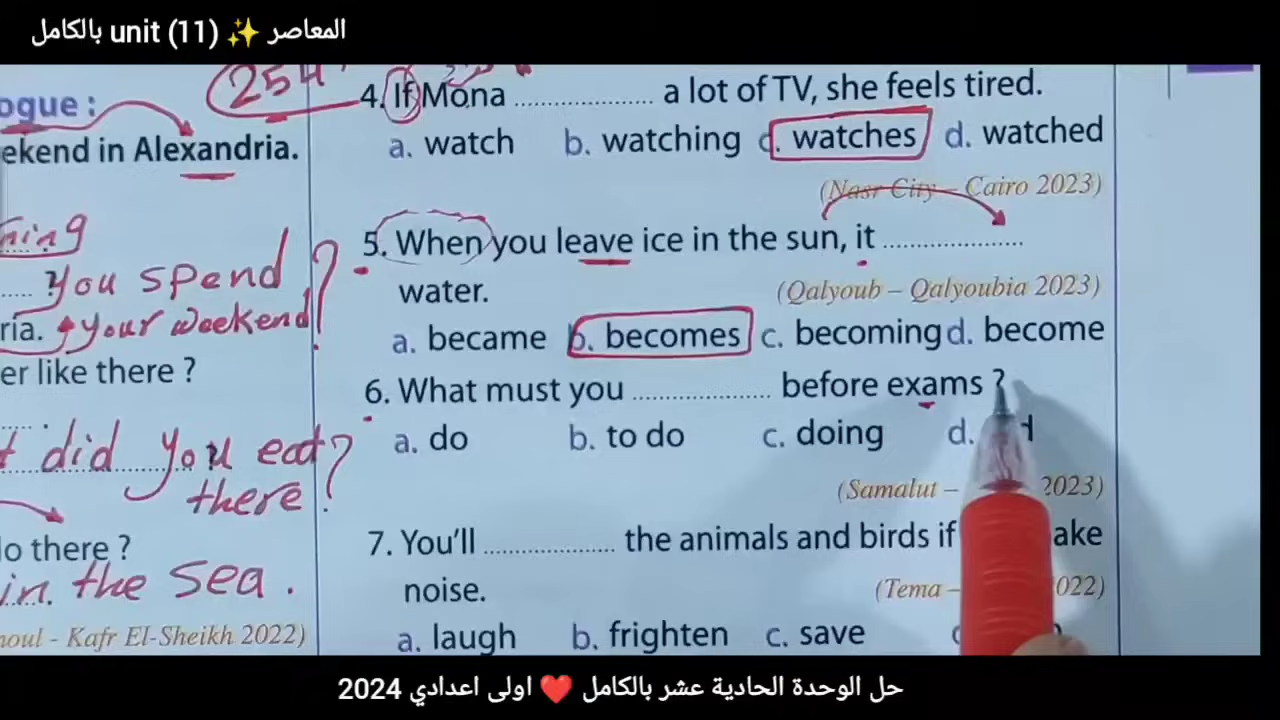 المعاصر ✨ unit (11) بالكامل
254
ogue :
ekend in Alexandria.
you spend
ria. your weekend ?
er like there ?
did you eat
there ?
o there ?
in the sea.
noul - Kafr El-Sheikh 2022)
4. If Mona .................... a lot of TV, she feels tired.
a. watch b. watching c. watches d. watched
(Nasr City – Cairo 2023)
5. When you leave ice in the sun, it ....................
water. (Qalyoub – Qalyoubia 2023)
a. became b. becomes c. becoming d. become
6. What must you .................... before exams ?
a. do b. to do c. doing d.
(Samalut – 2023)
7. You'll .................... the animals and birds if ake
noise. (Tema – 022)
a. laugh b. frighten c. save
حل الوحدة الحادية عشر بالكامل ❤️ اولى اعدادي 2024